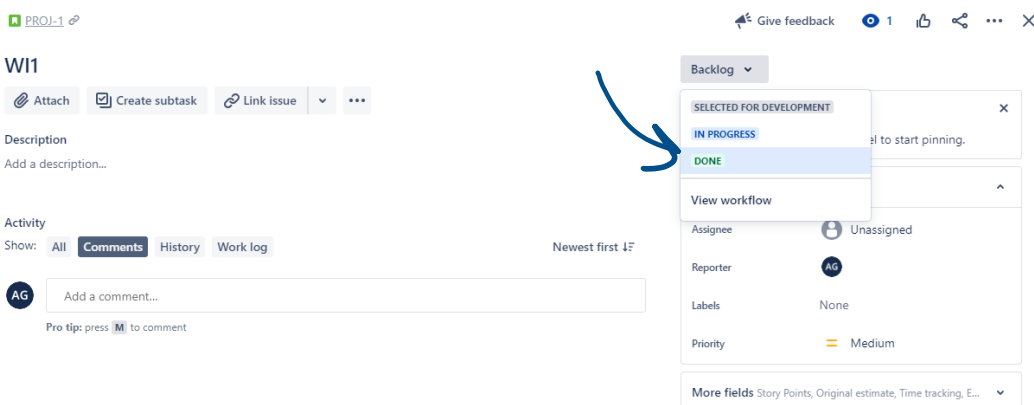 PROJ-1
Give feedback
1
WI1
Attach
Create subtask
Link issue
Description
Add a description...
Activity
Show: All Comments History Work log
Newest first
AG
Add a comment...
Pro tip: press M to comment
Backlog
SELECTED FOR DEVELOPMENT
IN PROGRESS
DONE
View workflow
to start pinning.
Assignee Unassigned
Reporter AG
Labels None
Priority Medium
More fields Story Points, Original estimate, Time tracking, E...